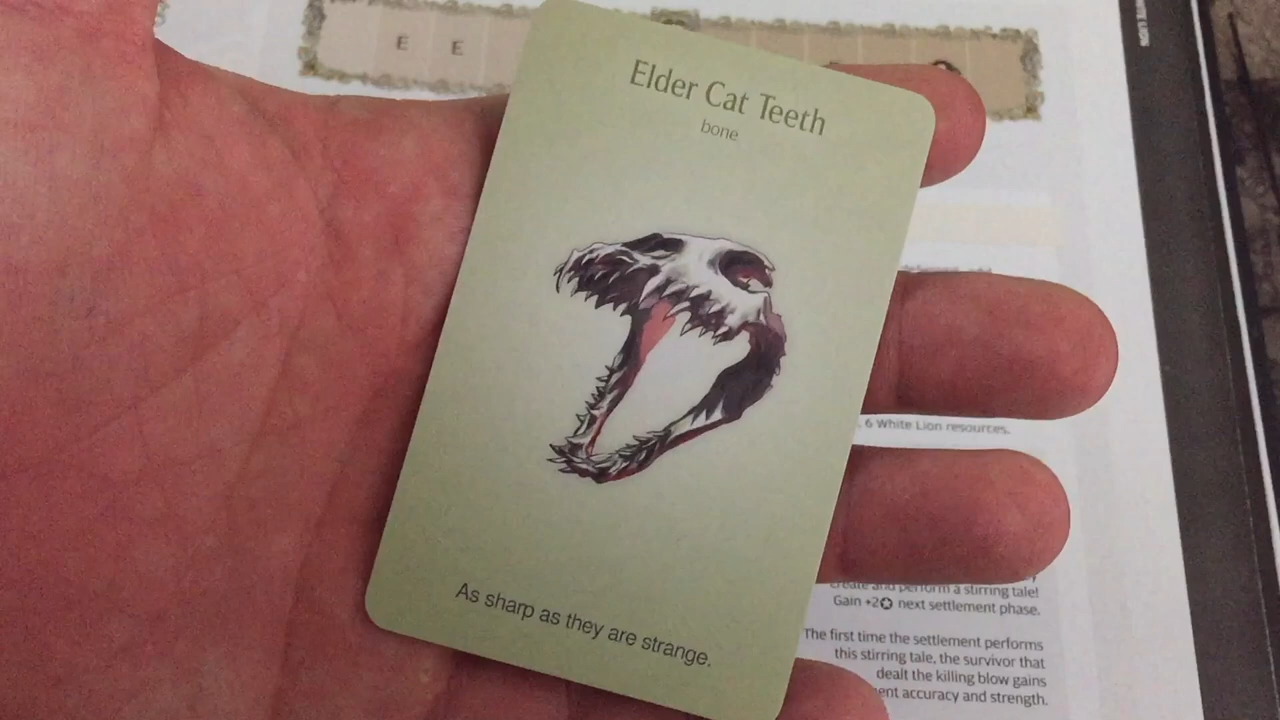 E E
Elder Cat Teeth
bone
6 White Lion resources.
As sharp as they are strange.
create and perform a stirring tale!
Gain +2 next settlement phase.
The first time the settlement performs
this stirring tale, the survivor that
dealt the killing blow gains
accuracy and strength.